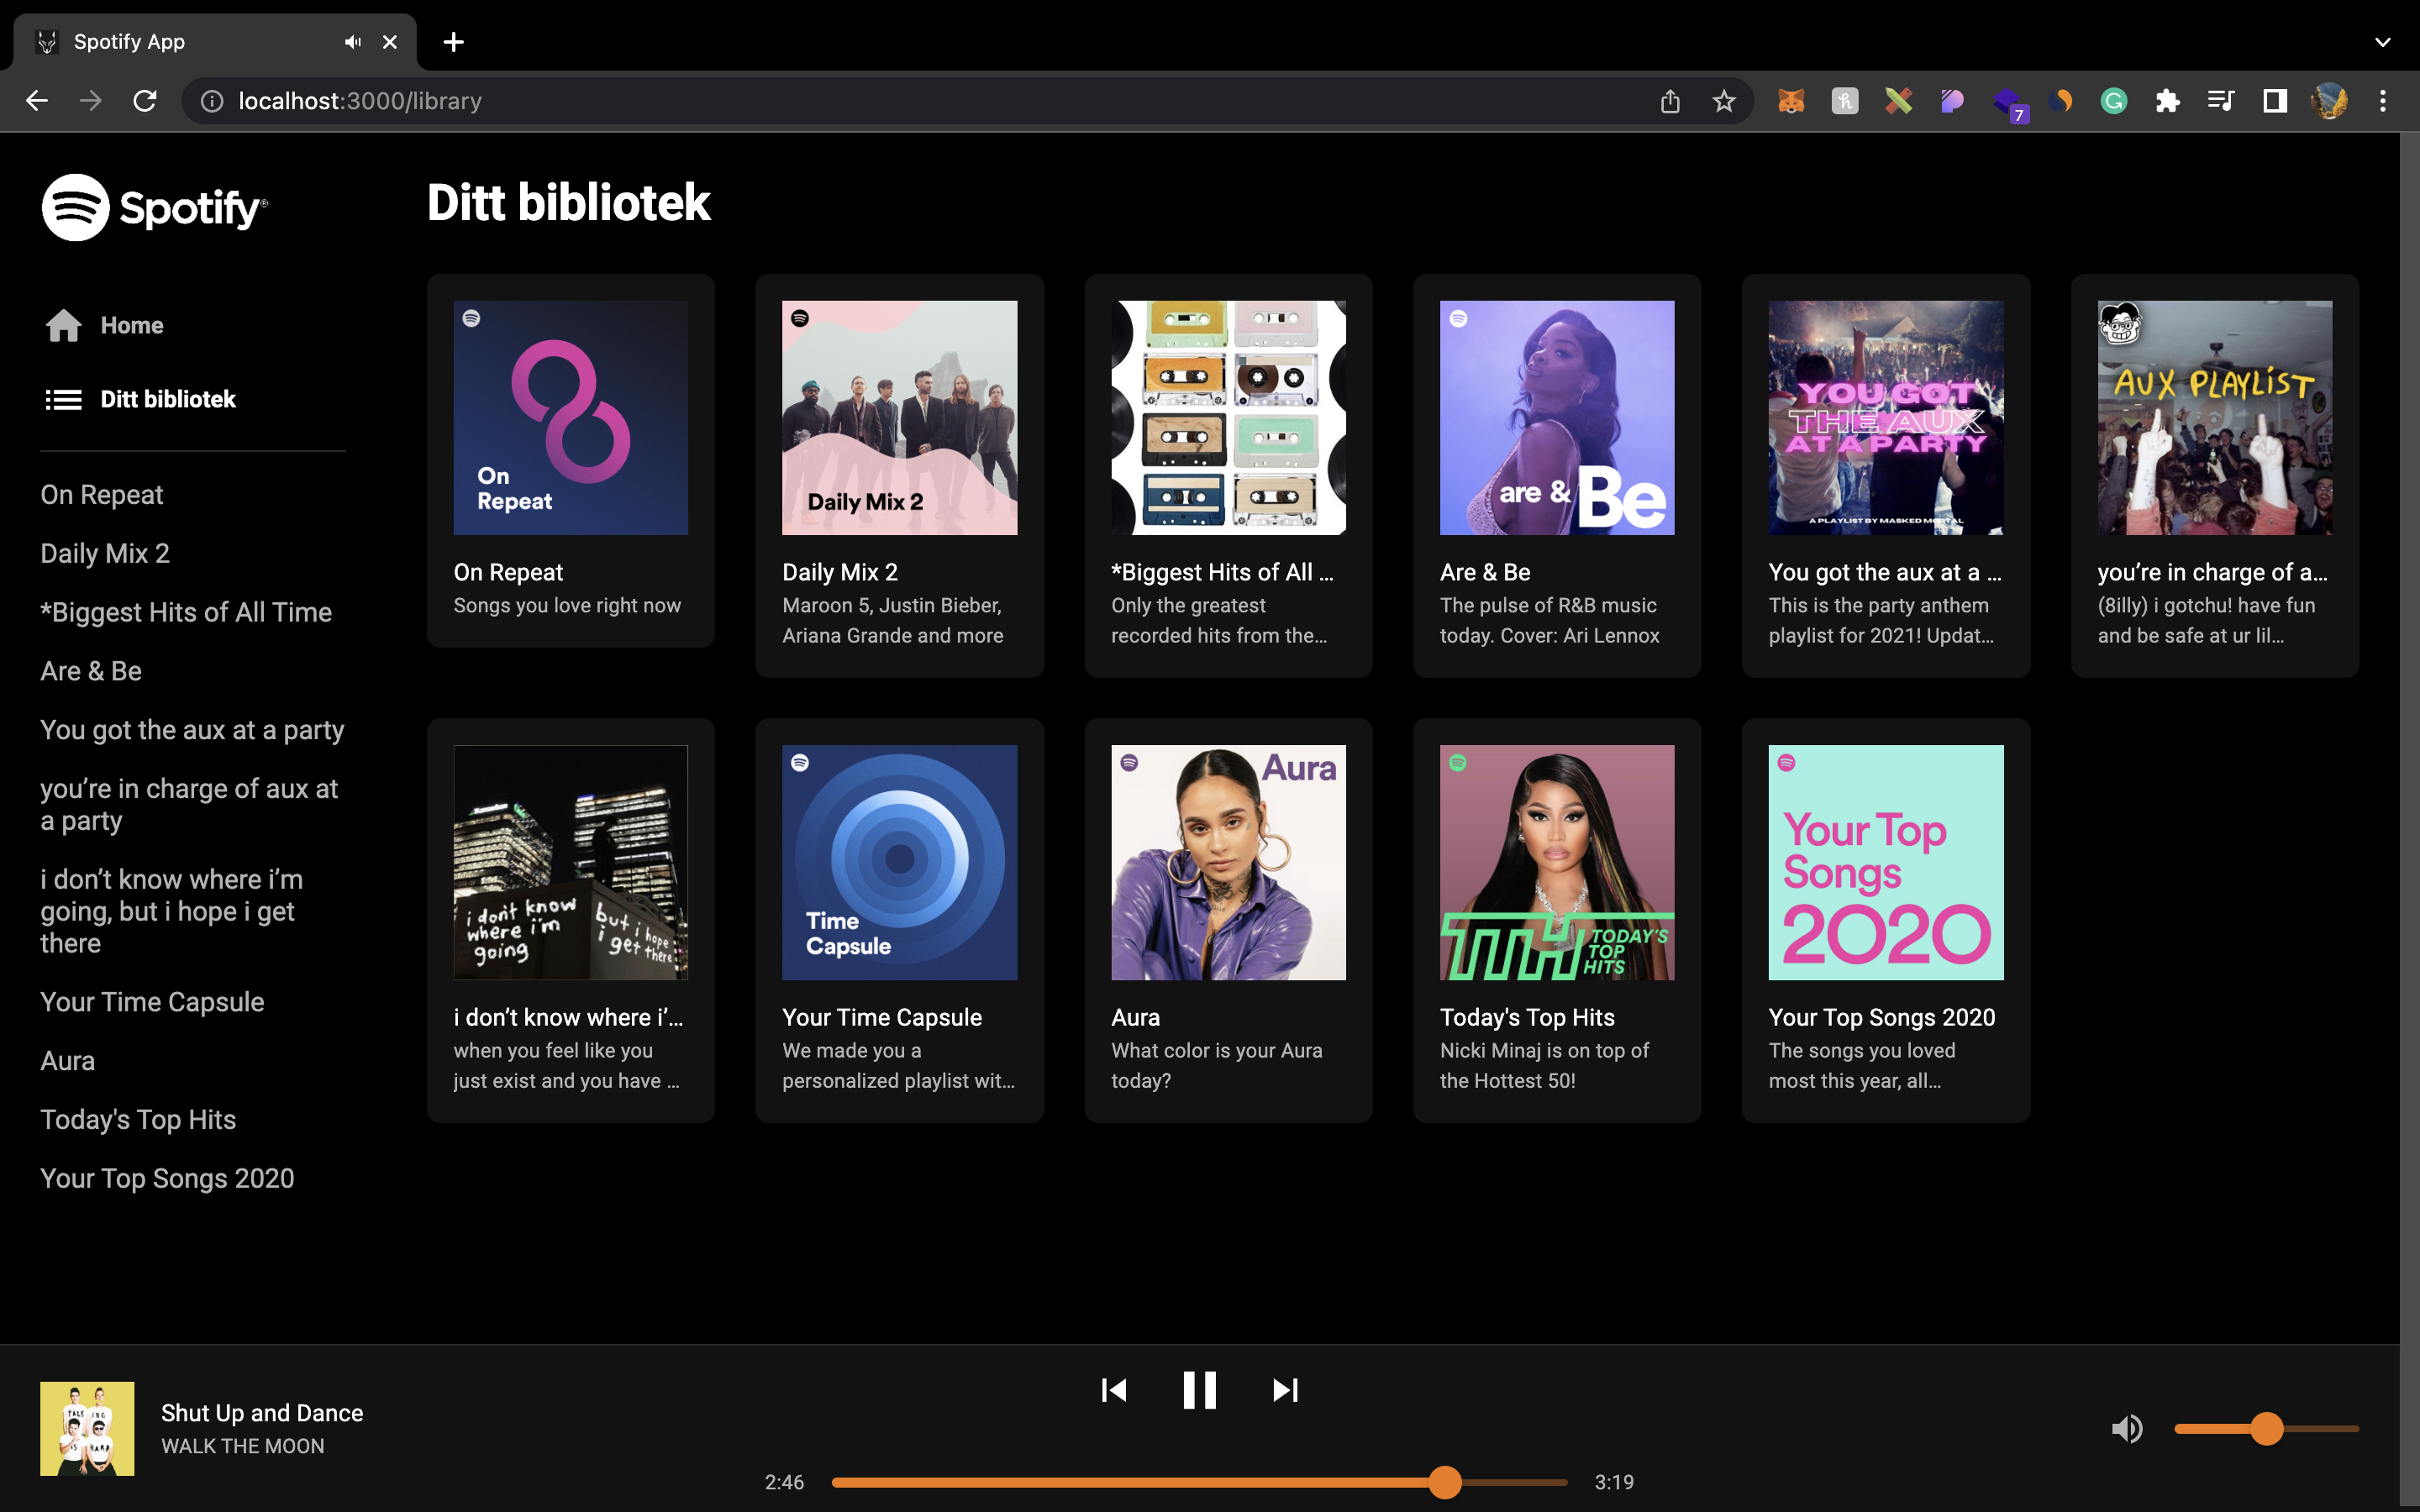 Spotify App
localhost:3000/library
Spotify®
Home
Ditt bibliotek
On Repeat
Daily Mix 2
*Biggest Hits of All Time
Are & Be
You got the aux at a party
you’re in charge of aux at
a party
i don’t know where i’m
going, but i hope i get
there
Your Time Capsule
Aura
Today's Top Hits
Your Top Songs 2020
Ditt bibliotek
On
Repeat
On Repeat
Songs you love right now
Daily Mix 2
Daily Mix 2
Maroon 5, Justin Bieber,
Ariana Grande and more
*Biggest Hits of All ...
Only the greatest
recorded hits from the...
are & Be
Are & Be
The pulse of R&B music
today. Cover: Ari Lennox
YOU GOT
THE AUX
AT A PARTY
A PLAYLIST BY MASKED MORTAL
You got the aux at a ...
This is the party anthem
playlist for 2021! Updat...
AUX PLAYLiST
you’re in charge of a...
(8illy) i gotchu! have fun
and be safe at ur lil...
i don't know
where i'm
going
but i hope
i get there
i don’t know where i’...
when you feel like you
just exist and you have ...
Time
Capsule
Your Time Capsule
We made you a
personalized playlist wit...
Aura
Aura
What color is your Aura
today?
TTH
TODAY'S
TOP
HITS
Today's Top Hits
Nicki Minaj is on top of
the Hottest 50!
Your Top
Songs
2020
Your Top Songs 2020
The songs you loved
most this year, all...
TALK ING
IS HARD
Shut Up and Dance
WALK THE MOON
2:46
3:19
7